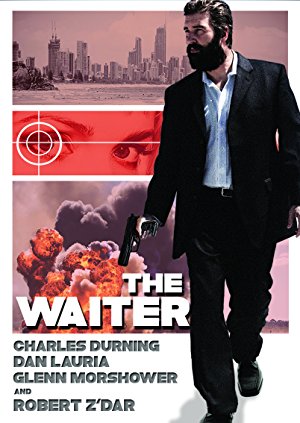 THE
WAITER
CHARLES DURNING
DAN LAURIA
GLENN MORSHOWER
AND
ROBERT Z'DAR